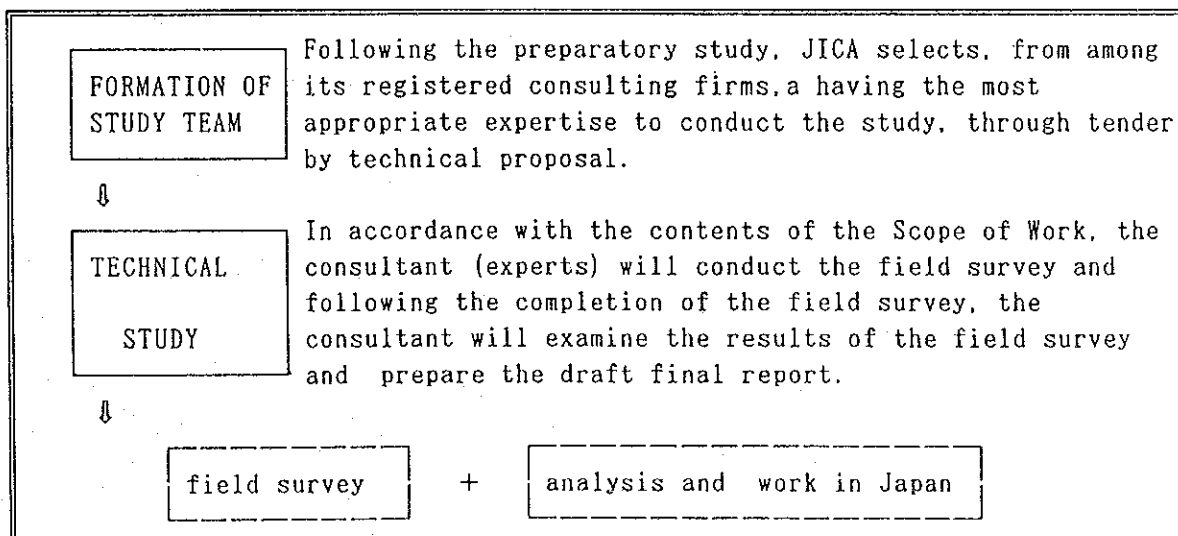 FORMATION OF
STUDY TEAM
Following the preparatory study, JICA selects, from among
its registered consulting firms,a having the most
appropriate expertise to conduct the study, through tender
by technical proposal.
⇩
TECHNICAL
STUDY
In accordance with the contents of the Scope of Work, the
consultant (experts) will conduct the field survey and
following the completion of the field survey, the
consultant will examine the results of the field survey
and prepare the draft final report.
⇩
field survey + analysis and work in Japan